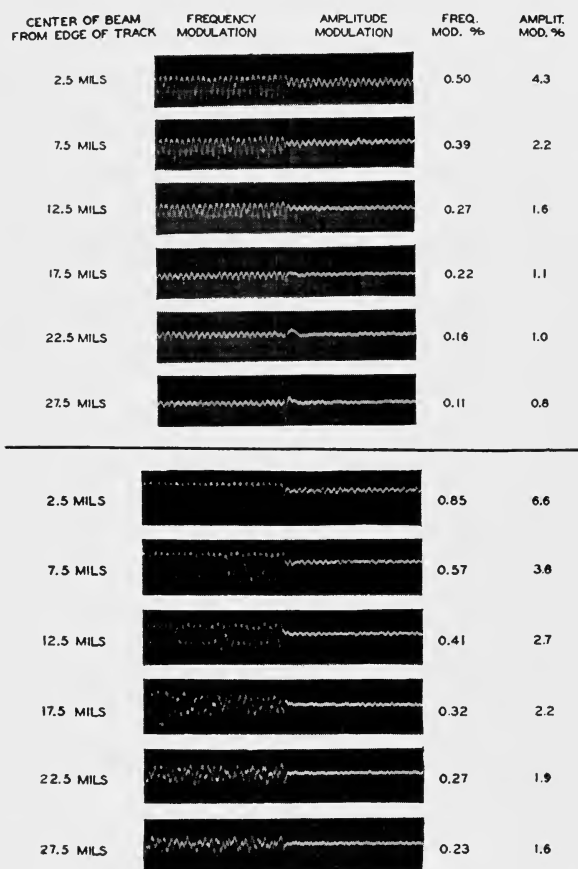 CENTER OF BEAM FROM EDGE OF TRACK FREQUENCY MODULATION AMPLITUDE MODULATION FREQ. MOD. % AMPLIT. MOD. %
2.5 MILS 0.50 4.3
7.5 MILS 0.39 2.2
12.5 MILS 0.27 1.6
17.5 MILS 0.22 1.1
22.5 MILS 0.16 1.0
27.5 MILS 0.11 0.8
2.5 MILS 0.85 6.6
7.5 MILS 0.57 3.8
12.5 MILS 0.41 2.7
17.5 MILS 0.32 2.2
22.5 MILS 0.27 1.9
27.5 MILS 0.23 1.6